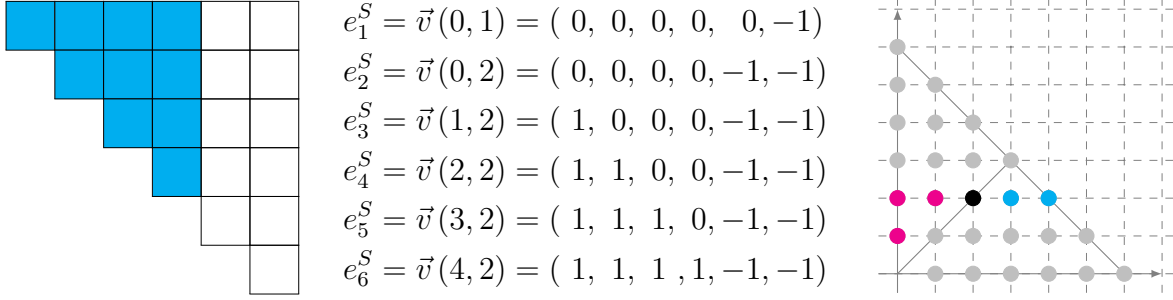 $e_1^S = \vec{v}(0,1) = (\ 0,\ 0,\ 0,\ 0,\ \ 0,-1)$
$e_2^S = \vec{v}(0,2) = (\ 0,\ 0,\ 0,\ 0,-1,-1)$
$e_3^S = \vec{v}(1,2) = (\ 1,\ 0,\ 0,\ 0,-1,-1)$
$e_4^S = \vec{v}(2,2) = (\ 1,\ 1,\ 0,\ 0,-1,-1)$
$e_5^S = \vec{v}(3,2) = (\ 1,\ 1,\ 1,\ 0,-1,-1)$
$e_6^S = \vec{v}(4,2) = (\ 1,\ 1,\ 1\ ,1,-1,-1)$